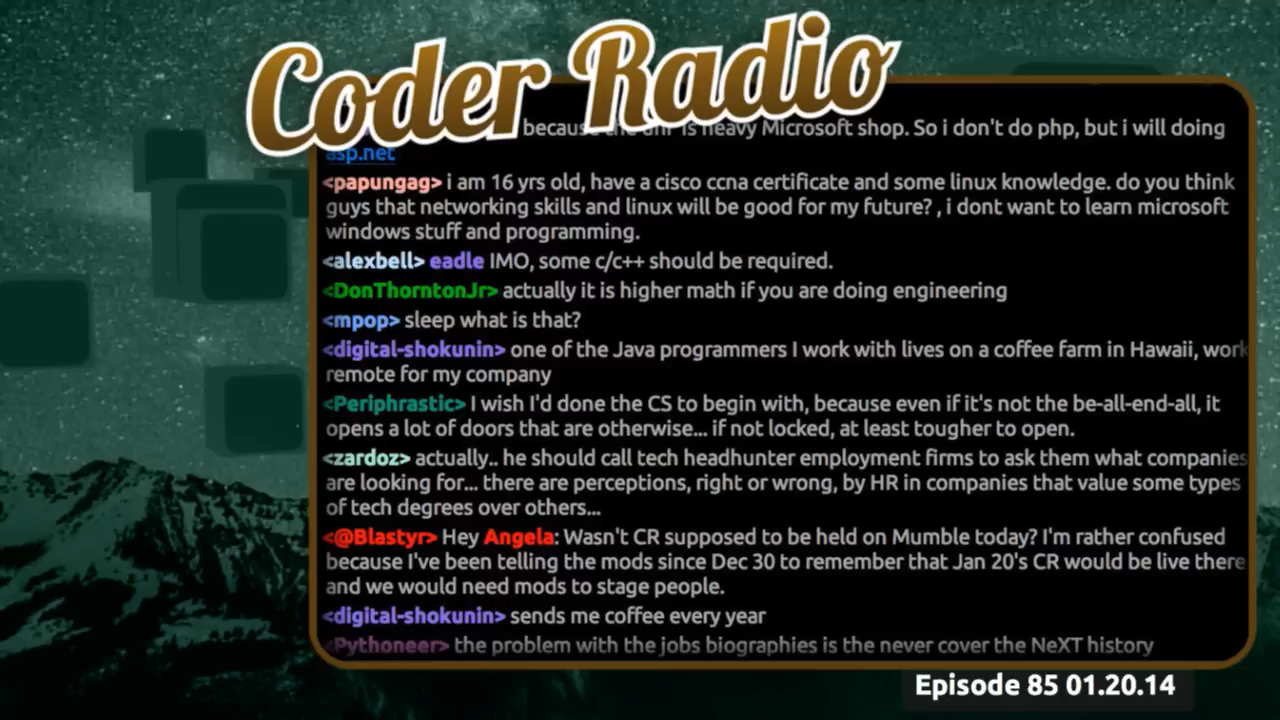 Coder Radio
because the uni is heavy Microsoft shop. So i don't do php, but i will doing
asp.net
<papungag> i am 16 yrs old, have a cisco ccna certificate and some linux knowledge. do you think
guys that networking skills and linux will be good for my future? , i dont want to learn microsoft
windows stuff and programming.
<alexbell> eadle IMO, some c/c++ should be required.
<DonThorntonJr> actually it is higher math if you are doing engineering
<mpop> sleep what is that?
<digital-shokunin> one of the Java programmers I work with lives on a coffee farm in Hawaii, work
remote for my company
<Periphrastic> I wish I'd done the CS to begin with, because even if it's not the be-all-end-all, it
opens a lot of doors that are otherwise... if not locked, at least tougher to open.
<zardoz> actually.. he should call tech headhunter employment firms to ask them what companies
are looking for... there are perceptions, right or wrong, by HR in companies that value some types
of tech degrees over others...
<@Blastyr> Hey Angela: Wasn't CR supposed to be held on Mumble today? I'm rather confused
because I've been telling the mods since Dec 30 to remember that Jan 20's CR would be live there
and we would need mods to stage people.
<digital-shokunin> sends me coffee every year
<Pythoneer> the problem with the jobs biographies is the never cover the NeXT history
Episode 85 01.20.14